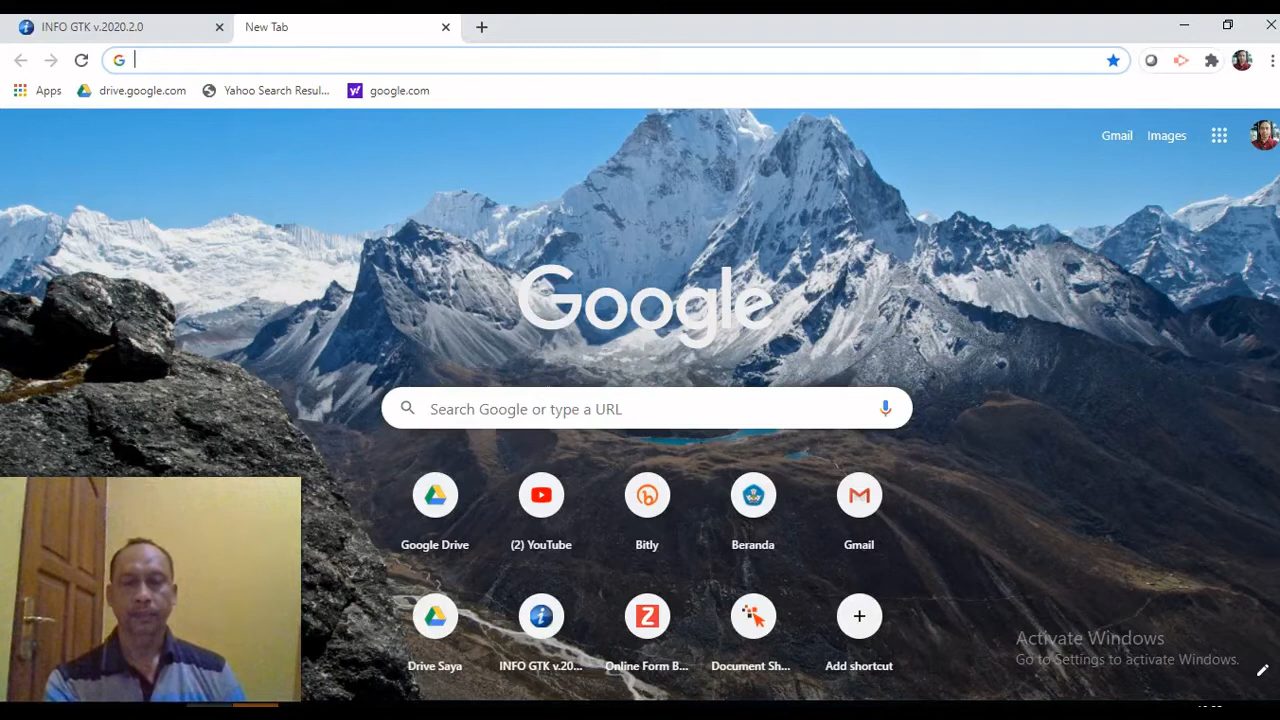 INFO GTK v.2020.2.0
New Tab
Apps
drive.google.com
Yahoo Search Resul...
google.com
Gmail Images
Google
Search Google or type a URL
Google Drive
(2) YouTube
Bitly
Beranda
Gmail
Drive Saya
INFO GTK v.20...
Online Form B...
Document Sh...
Add shortcut
Activate Windows
Go to Settings to activate Windows.